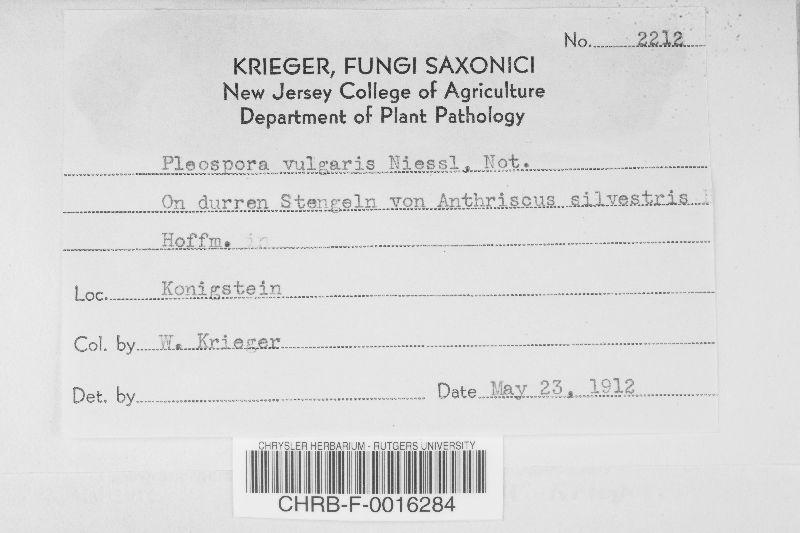 No. 2212
KRIEGER, FUNGI SAXONICI
New Jersey College of Agriculture
Department of Plant Pathology
Pleospora vulgaris Niessl, Not.
On durren Stengeln von Anthriscus silvestris
Hoffm. in
Loc. Konigstein
Col. by W. Krieger
Det. by
Date May 23, 1912
CHRYSLER HERBARIUM - RUTGERS UNIVERSITY
CHRB-F-0016284